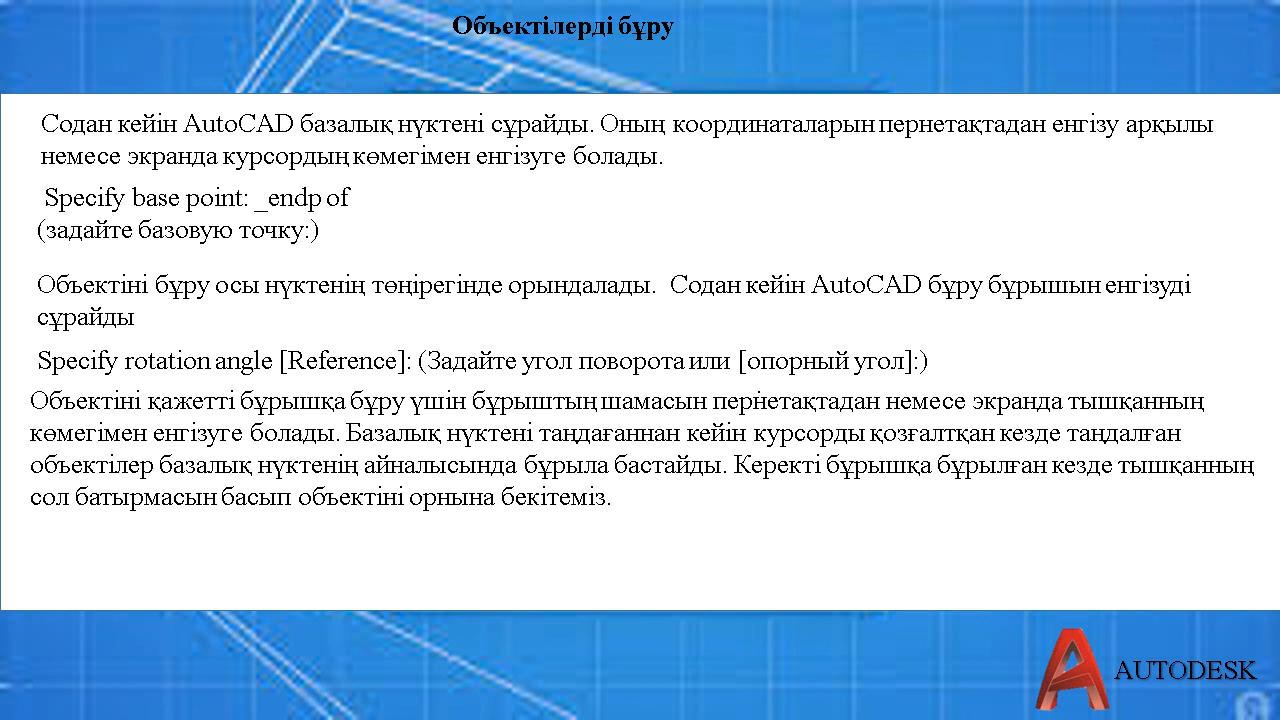 Объектілерді бұру
Содан кейін AutoCAD базалық нүктені сұрайды. Оның координаталарын пернетақтадан енгізу арқылы
немесе экранда курсордың көмегімен енгізуге болады.
Specify base point: _endp of
(задайте базовую точку:)
Объектіні бұру осы нүктенің төңірегінде орындалады. Содан кейін AutoCAD бұру бұрышын енгізуді
сұрайды
Specify rotation angle [Reference]: (Задайте угол поворота или [опорный угол]:)
Объектіні қажетті бұрышқа бұру үшін бұрыштың шамасын пернетақтадан немесе экранда тышқанның
көмегімен енгізуге болады. Базалық нүктені таңдағаннан кейін курсорды қозғалтқан кезде таңдалған
объектілер базалық нүктенің айналысында бұрыла бастайды. Керекті бұрышқа бұрылған кезде тышқанның
сол батырмасын басып объектіні орнына бекітеміз.
AUTODESK